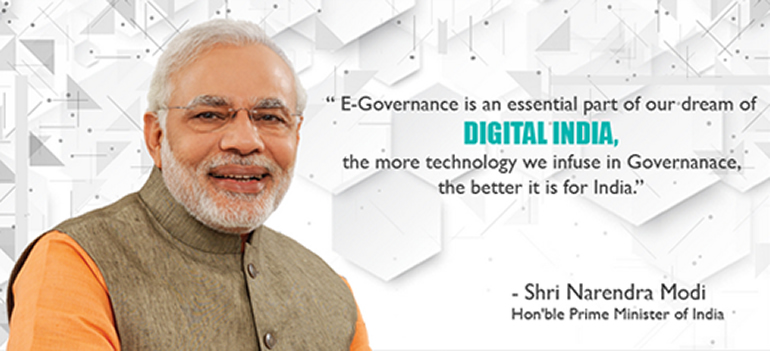 “ E-Governance is an essential part of our dream of
DIGITAL INDIA,
the more technology we infuse in Governanace,
the better it is for India.”
- Shri Narendra Modi
Hon'ble Prime Minister of India